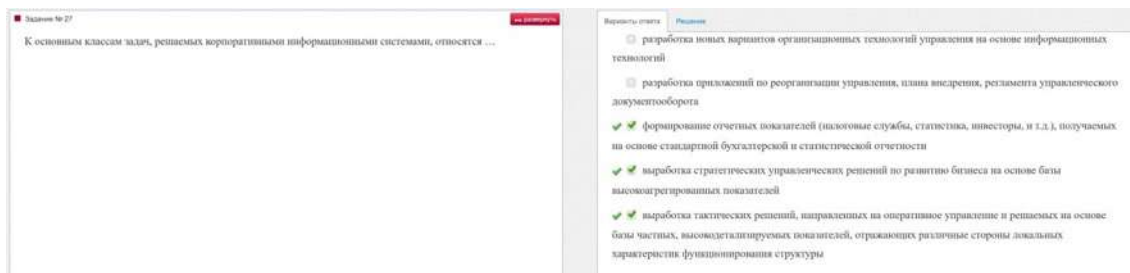 Задание № 27
развернуть
К основным классам задач, решаемых корпоративными информационными системами, относятся …
Варианты ответа
Решение
разработка новых вариантов организационных технологий управления на основе информационных
технологий
разработка приложений по реорганизации управления, плана внедрения, регламента управленческого
документооборота
формирование отчетных показателей (налоговые службы, статистика, инвесторы, и т.д.), получаемых
на основе стандартной бухгалтерской и статистической отчетности
выработка стратегических управленческих решений по развитию бизнеса на основе базы
высокоагрегированных показателей
выработка тактических решений, направленных на оперативное управление и решаемых на основе
базы частных, высокодетализируемых показателей, отражающих различные стороны локальных
характеристик функционирования структуры